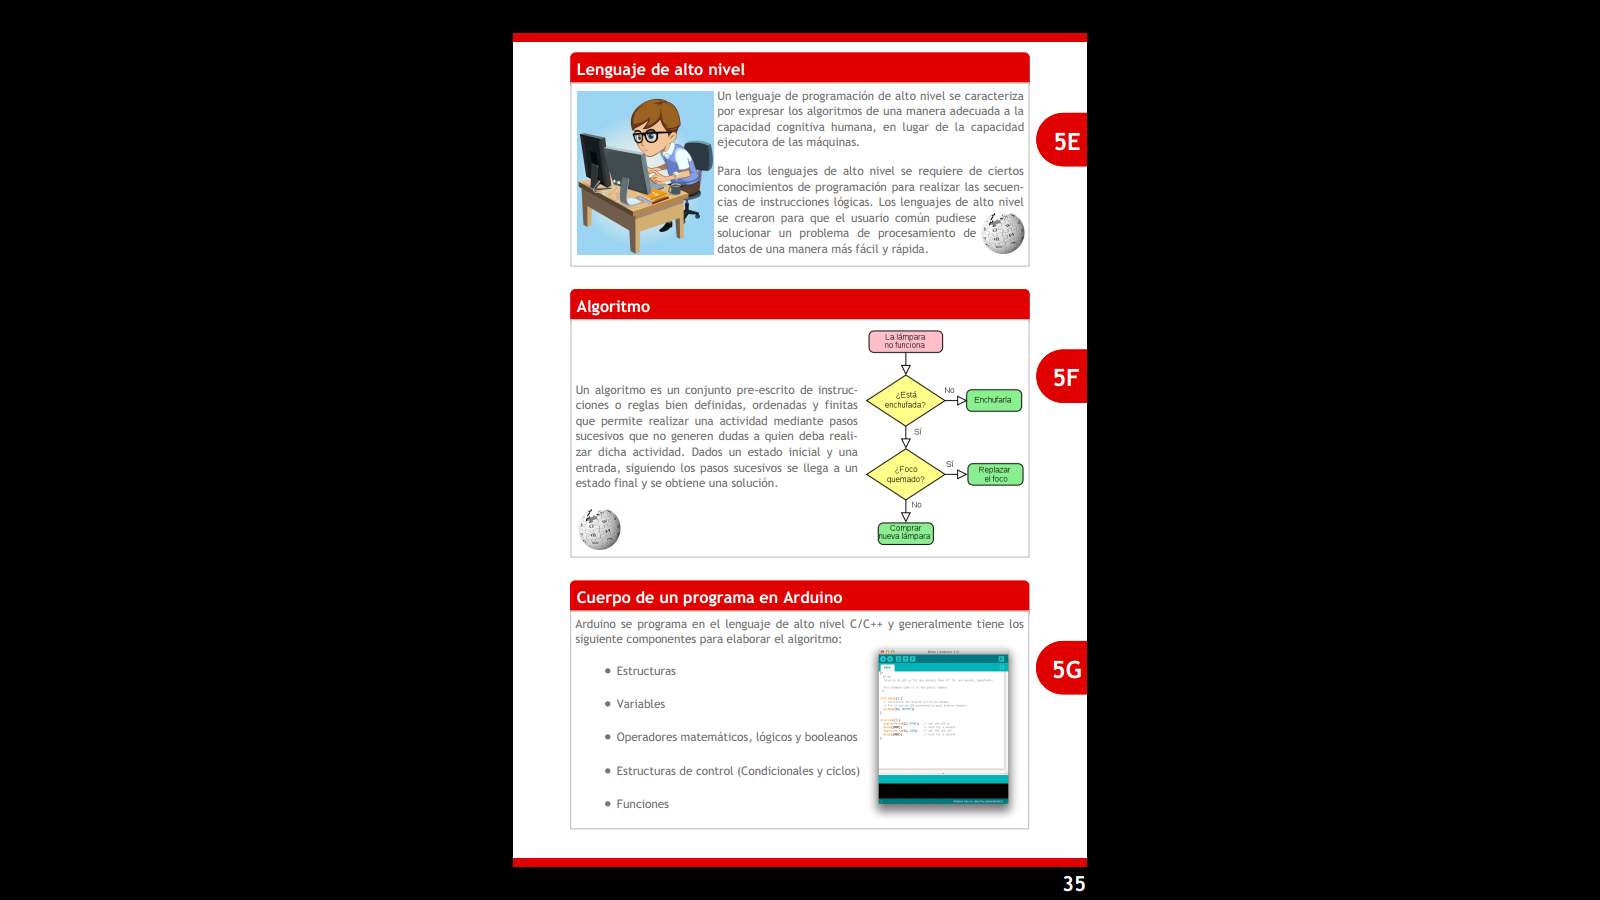 Lenguaje de alto nivel
Un lenguaje de programación de alto nivel se caracteriza
por expresar los algoritmos de una manera adecuada a la
capacidad cognitiva humana, en lugar de la capacidad
ejecutora de las máquinas.
5E
Para los lenguajes de alto nivel se requiere de ciertos
conocimientos de programación para realizar las secuen-
cias de instrucciones lógicas. Los lenguajes de alto nivel
se crearon para que el usuario común pudiese
solucionar un problema de procesamiento de
datos de una manera más fácil y rápida.
Algoritmo
Un algoritmo es un conjunto pre-escrito de instruc-
ciones o reglas bien definidas, ordenadas y finitas
que permite realizar una actividad mediante pasos
sucesivos que no generen dudas a quien deba reali-
zar dicha actividad. Dados un estado inicial y una
entrada, siguiendo los pasos sucesivos se llega a un
estado final y se obtiene una solución.
La lámpara
no funciona
¿Está
enchufada?
No
Enchufarla
Sí
¿Foco
quemado?
Sí
Replazar
el foco
No
Comprar
nueva lámpara
5F
Cuerpo de un programa en Arduino
Arduino se programa en el lenguaje de alto nivel C/C++ y generalmente tiene los
siguiente componentes para elaborar el algoritmo:
● Estructuras
● Variables
● Operadores matemáticos, lógicos y booleanos
● Estructuras de control (Condicionales y ciclos)
● Funciones
5G
35